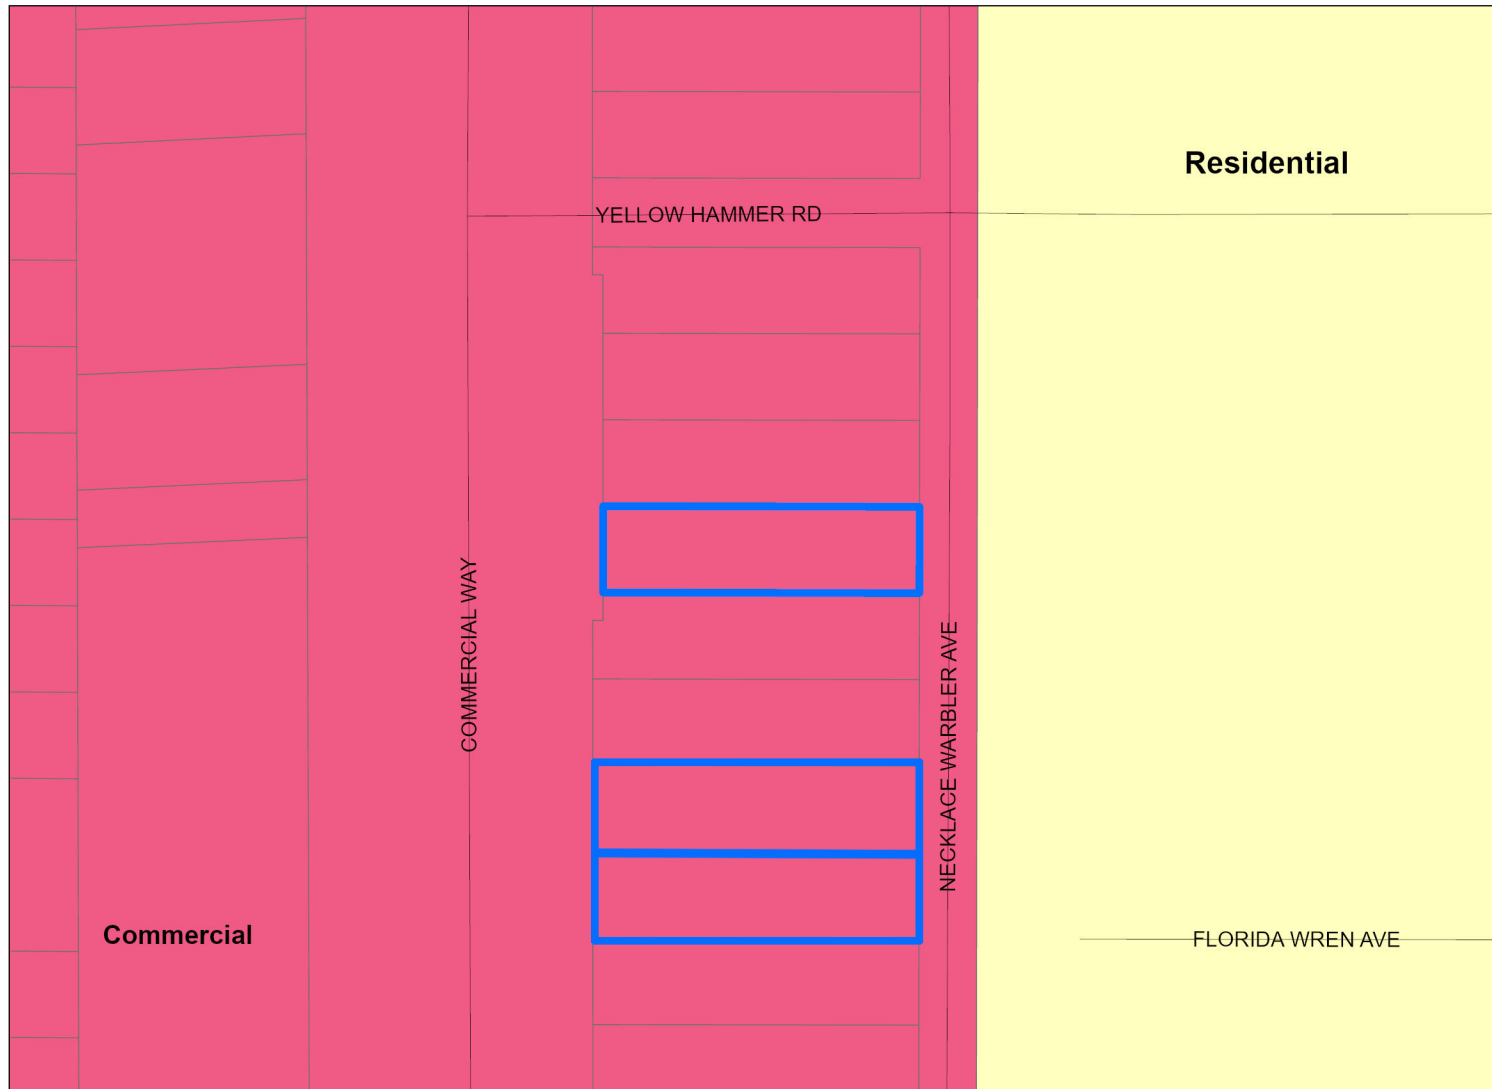 Residential
YELLOW HAMMER RD
COMMERCIAL WAY
NECKLACE WARBLER AVE
Commercial
FLORIDA WREN AVE